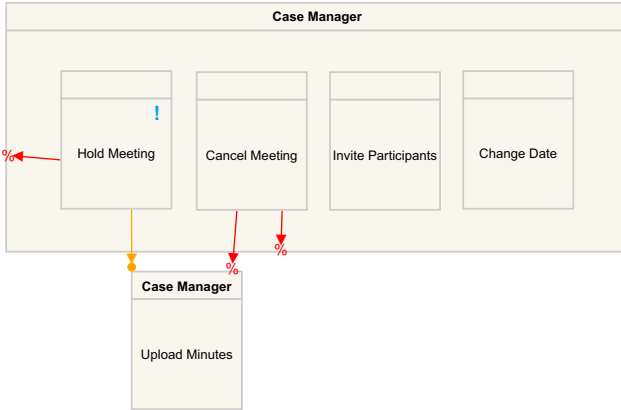 Case Manager
!
Hold Meeting
Cancel Meeting
Invite Participants
Change Date
%
%
%
Case Manager
Upload Minutes